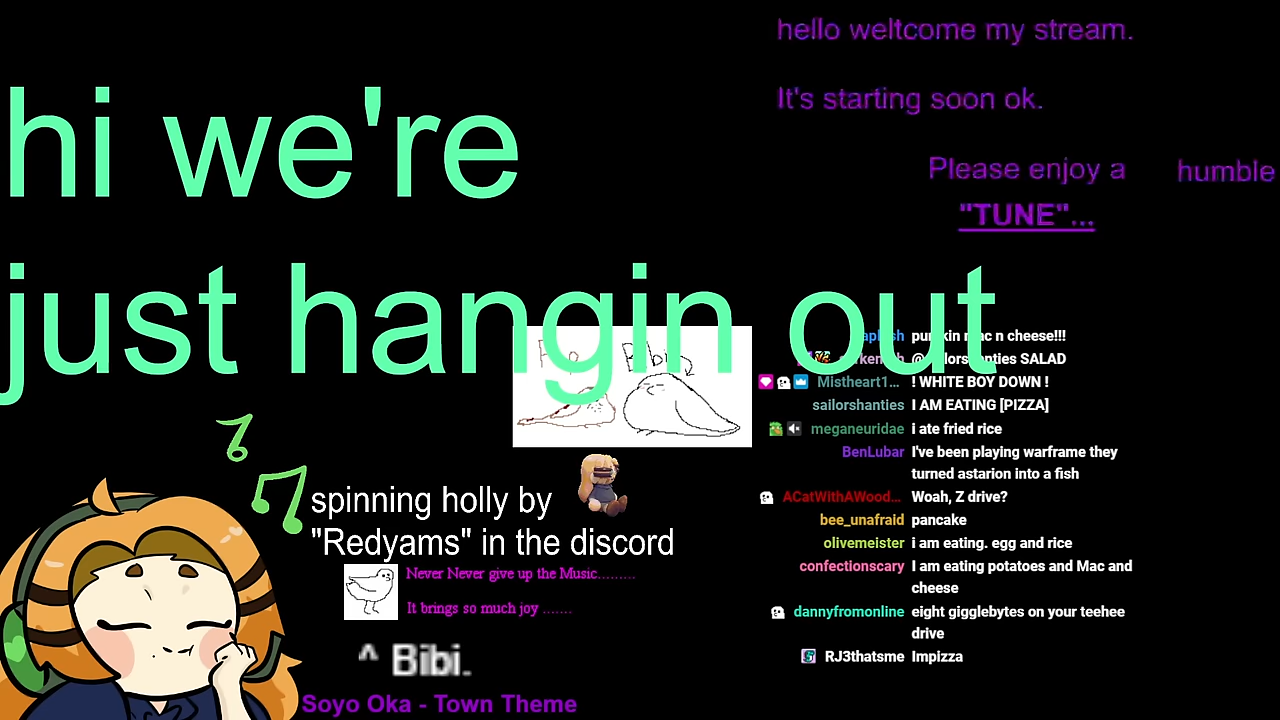 hello weltcome my stream.
It's starting soon ok.
Please enjoy a humble
"TUNE"...
hi we're
just hangin out
pumpkin mac n cheese!!!
SALAD
Mistheart1... ! WHITE BOY DOWN !
sailorshanties I AM EATING [PIZZA]
meganeuridae i ate fried rice
BenLubar I've been playing warframe they
turned astarion into a fish
ACatWithAWood... Woah, Z drive?
bee_unafraid pancake
olivemeister i am eating. egg and rice
confectionscary I am eating potatoes and Mac and
cheese
dannyfromonline eight gigglebytes on your teehee
drive
RJ3thatsme Impizza
spinning holly by
"Redyams" in the discord
Never Never give up the Music.........
It brings so much joy .......
^ Bibi.
Soyo Oka - Town Theme